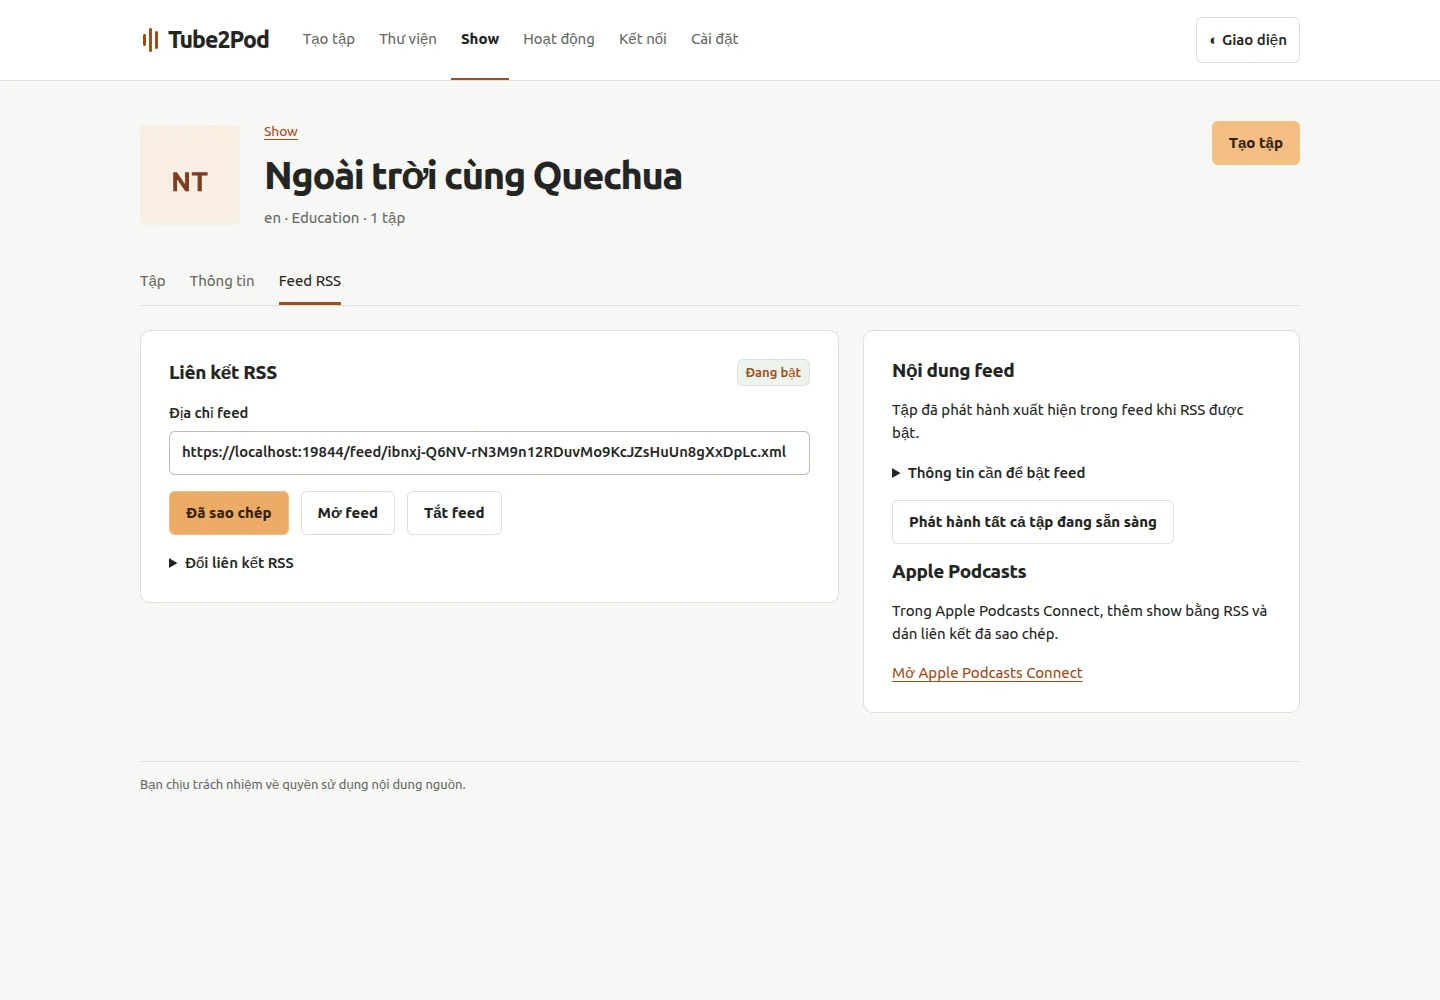 Tube2Pod
Tạo tập
Thư viện
Show
Hoạt động
Kết nối
Cài đặt
Giao diện
NT
Show
Ngoài trời cùng Quechua
en · Education · 1 tập
Tạo tập
Tập
Thông tin
Feed RSS
Liên kết RSS
Đang bật
Địa chỉ feed
https://localhost:19844/feed/ibnxj-Q6NV-rN3M9n12RDuvMo9KcJZsHuUn8gXxDpLc.xml
Đã sao chép
Mở feed
Tắt feed
Đổi liên kết RSS
Nội dung feed
Tập đã phát hành xuất hiện trong feed khi RSS được
bật.
Thông tin cần để bật feed
Phát hành tất cả tập đang sẵn sàng
Apple Podcasts
Trong Apple Podcasts Connect, thêm show bằng RSS và
dán liên kết đã sao chép.
Mở Apple Podcasts Connect
Bạn chịu trách nhiệm về quyền sử dụng nội dung nguồn.